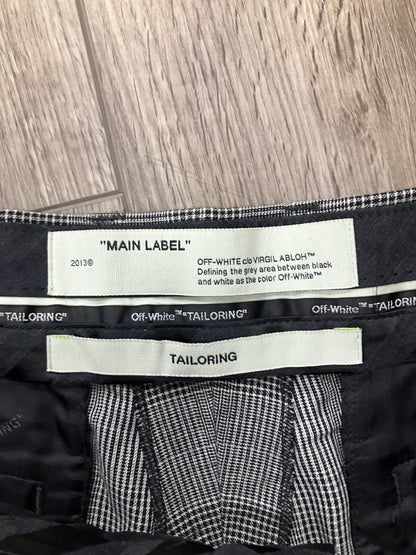 "MAIN LABEL"
2013©
OFF-WHITE c/o VIRGIL ABLOH™
Defining the grey area between black
and white as the color Off-White™
Off-White™ "TAILORING" Off-White™ "TAILORING"
TAILORING